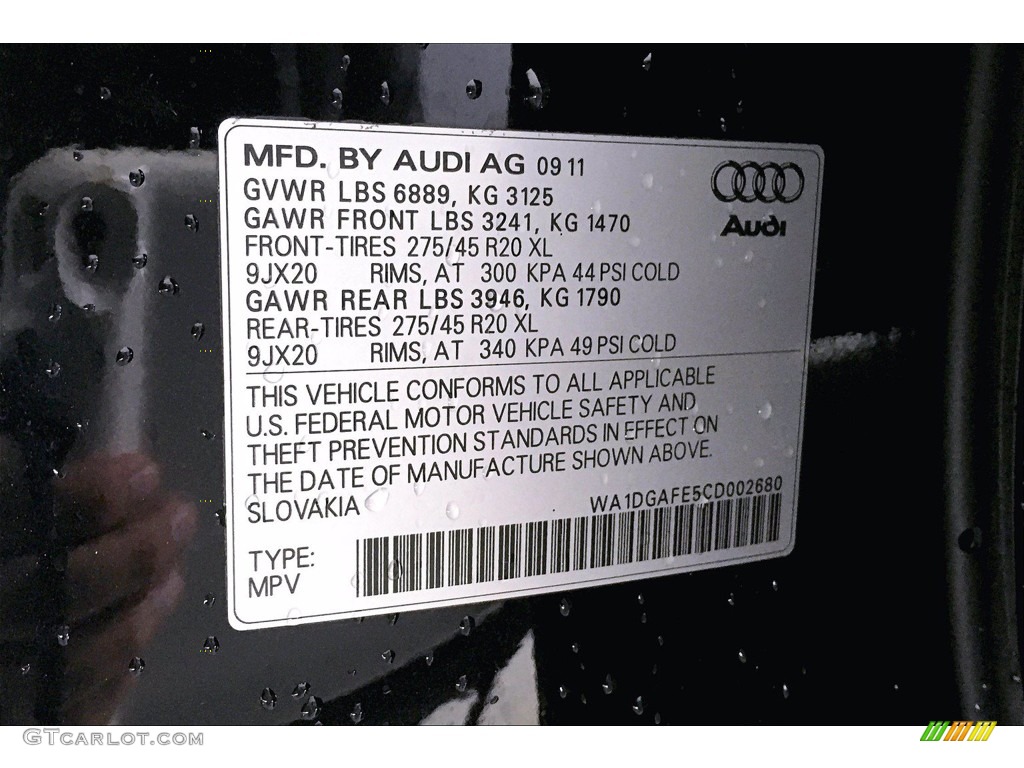 MFD. BY AUDI AG 09 11
GVWR LBS 6889, KG 3125
GAWR FRONT LBS 3241, KG 1470
FRONT-TIRES 275/45 R20 XL
9JX20 RIMS, AT 300 KPA 44 PSI COLD
GAWR REAR LBS 3946, KG 1790
REAR-TIRES 275/45 R20 XL
9JX20 RIMS, AT 340 KPA 49 PSI COLD
Audi
THIS VEHICLE CONFORMS TO ALL APPLICABLE
U.S. FEDERAL MOTOR VEHICLE SAFETY AND
THEFT PREVENTION STANDARDS IN EFFECT ON
THE DATE OF MANUFACTURE SHOWN ABOVE.
SLOVAKIA
WA1DGAFE5CD002680
TYPE:
MPV
GTcarlot.com